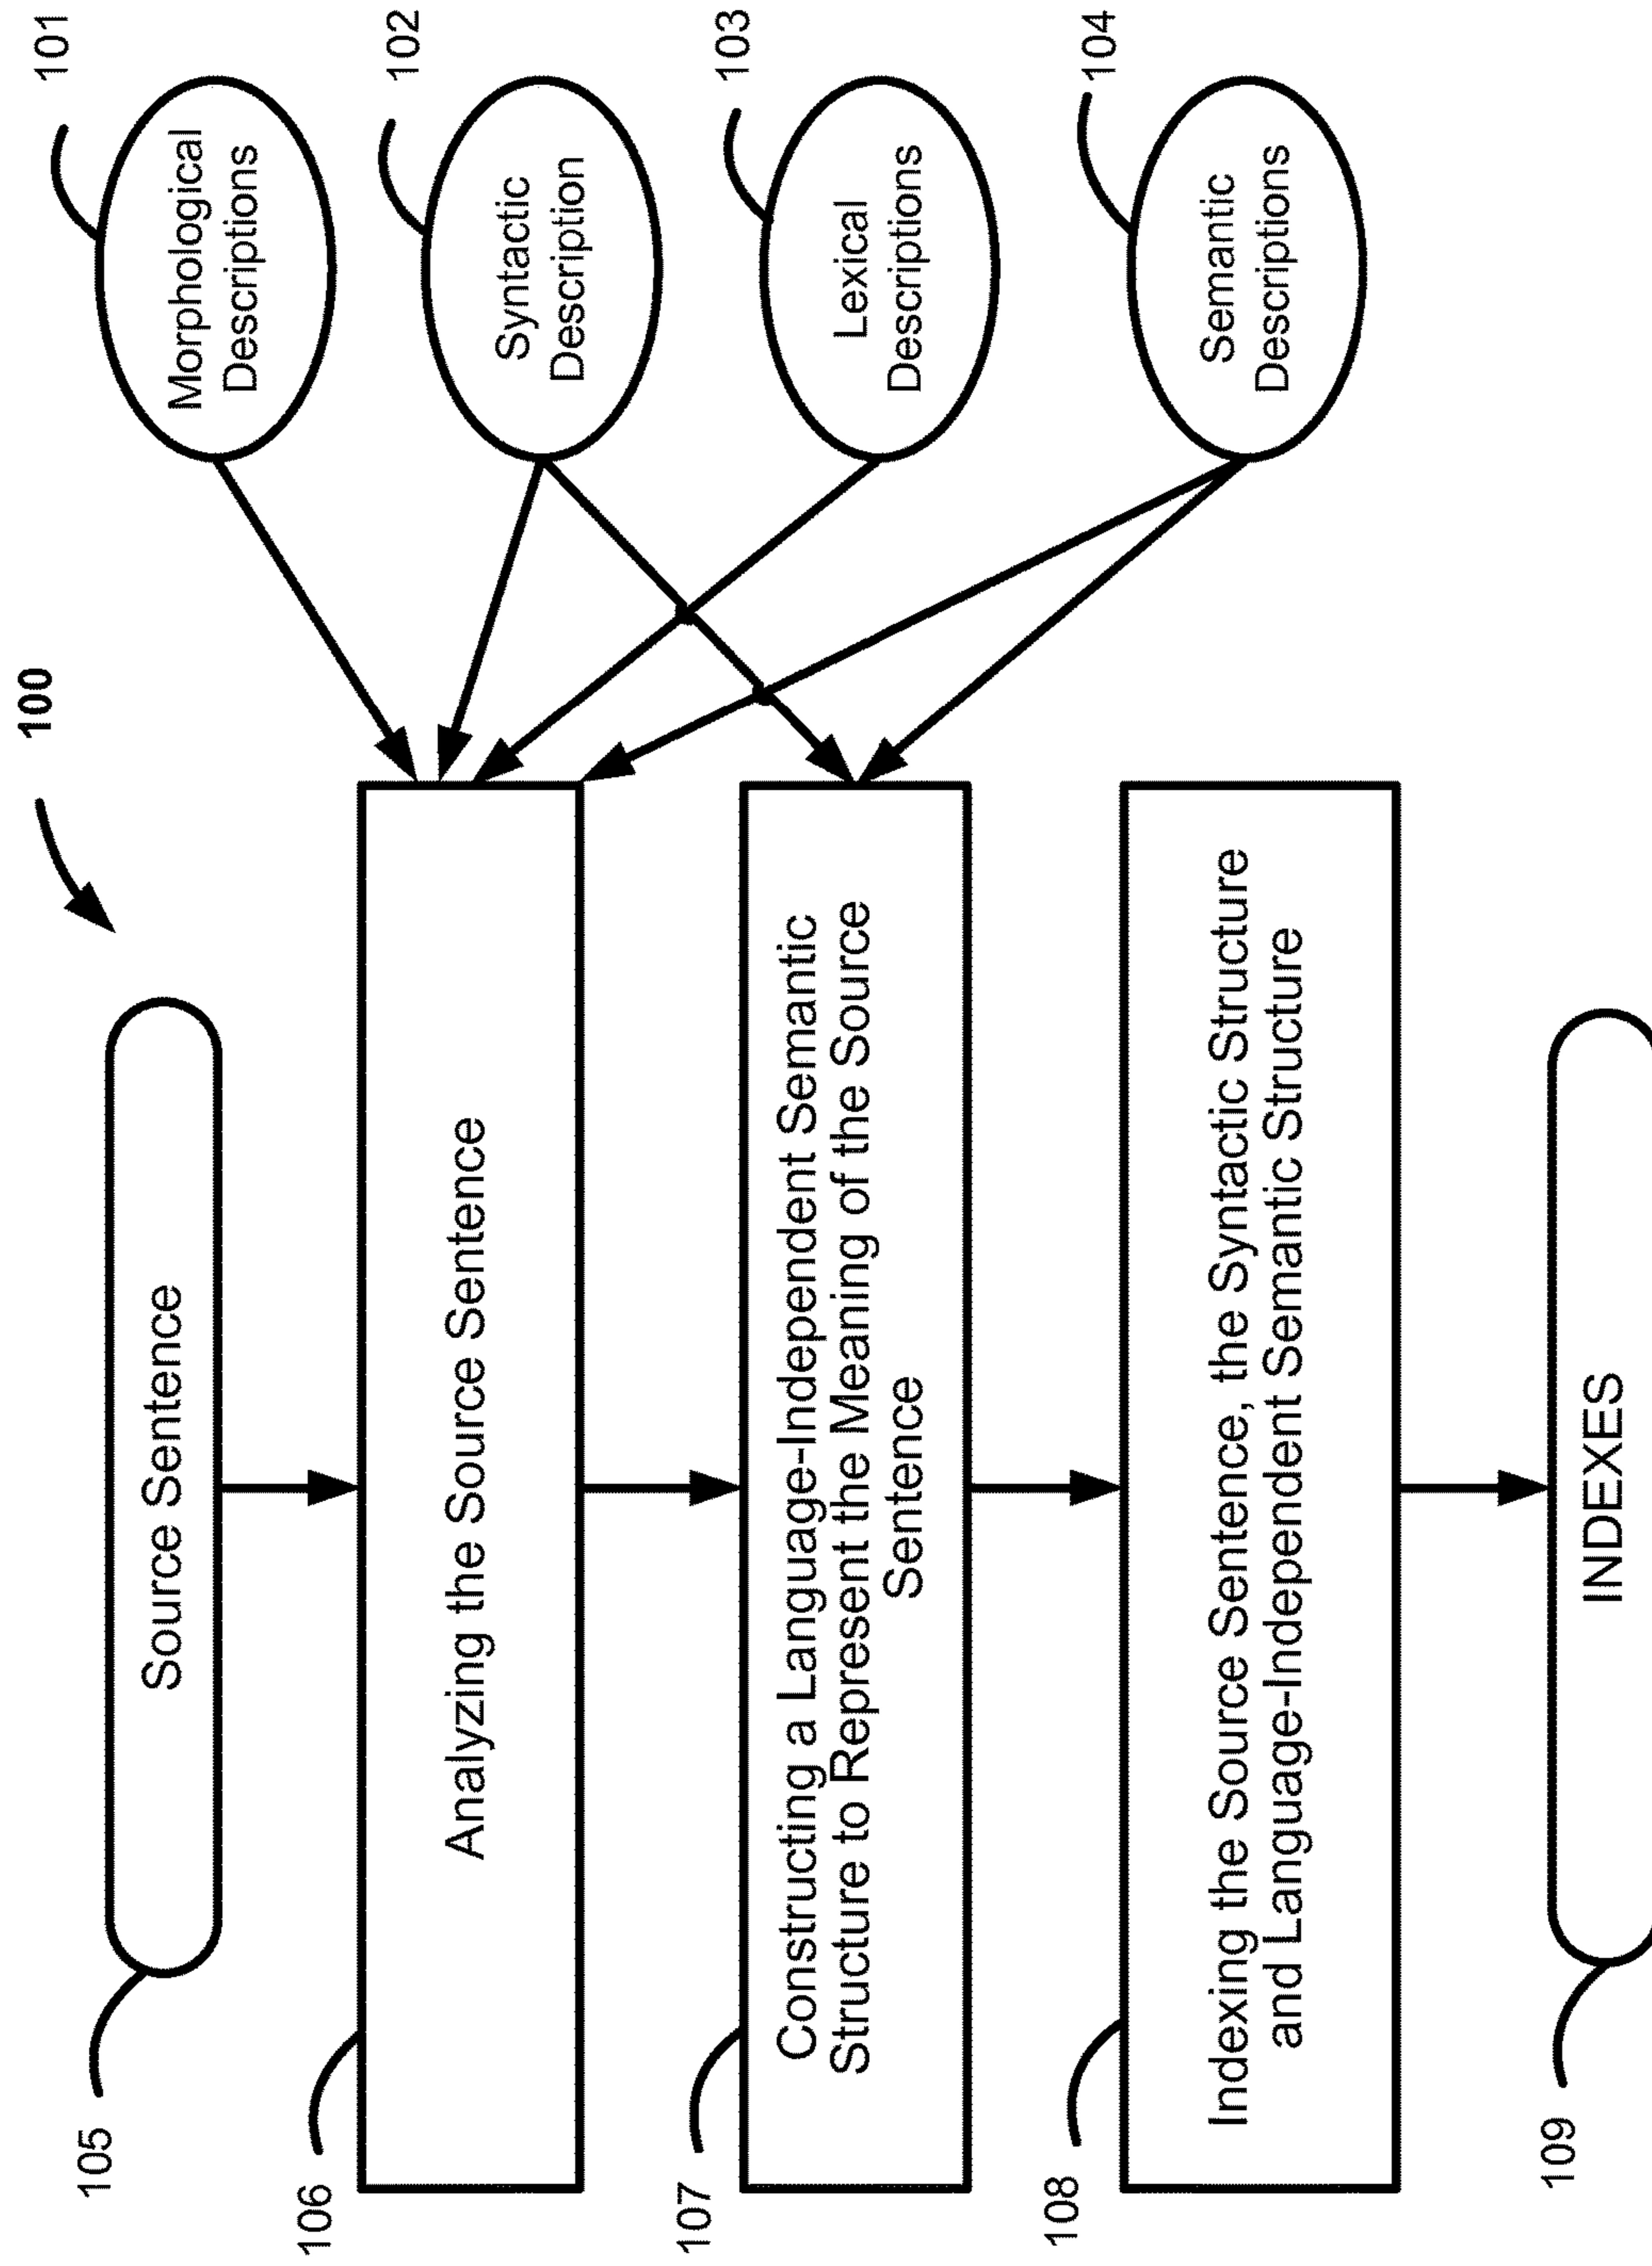 100
Source Sentence
105
Analyzing the Source Sentence
106
Constructing a Language-Independent Semantic
Structure to Represent the Meaning of the Source
Sentence
107
Indexing the Source Sentence, the Syntactic Structure
and Language-Independent Semantic Structure
108
INDEXES
109
Morphological
Descriptions
101
Syntactic
Description
102
Lexical
Descriptions
103
Semantic
Descriptions
104